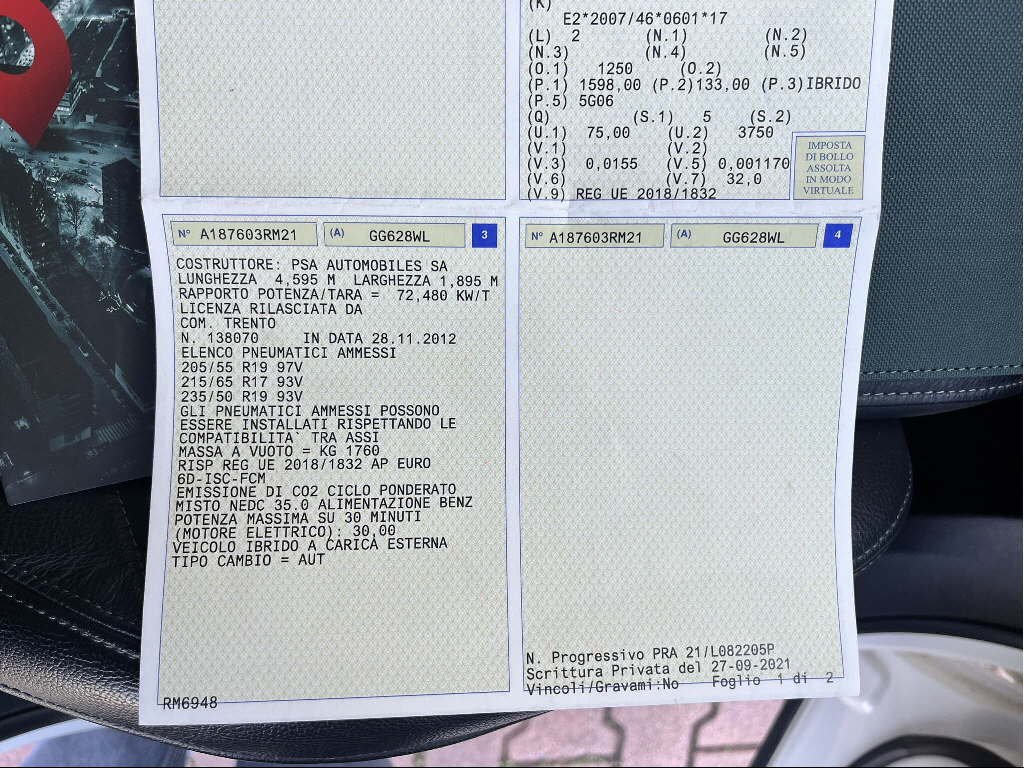 (K)
E2*2007/46*0601*17
(L) 2 (N.1) (N.2)
(N.3) (N.4) (N.5)
(O.1) 1250 (O.2)
(P.1) 1598,00 (P.2)133,00 (P.3)IBRIDO
(P.5) 5G06
(Q) (S.1) 5 (S.2)
(U.1) 75,00 (U.2) 3750
(V.1) (V.2)
(V.3) 0,0155 (V.5) 0,001170
(V.6) (V.7) 32,0
(V.9) REG UE 2018/1832
IMPOSTA
DI BOLLO
ASSOLTA
IN MODO
VIRTUALE
N° A187603RM21 (A) GG628WL 3
COSTRUTTORE: PSA AUTOMOBILES SA
LUNGHEZZA 4,595 M LARGHEZZA 1,895 M
RAPPORTO POTENZA/TARA = 72,480 KW/T
LICENZA RILASCIATA DA
COM. TRENTO
N. 138070 IN DATA 28.11.2012
ELENCO PNEUMATICI AMMESSI
205/55 R19 97V
215/65 R17 93V
235/50 R19 93V
GLI PNEUMATICI AMMESSI POSSONO
ESSERE INSTALLATI RISPETTANDO LE
COMPATIBILITA` TRA ASSI
MASSA A VUOTO = KG 1760
RISP REG UE 2018/1832 AP EURO
6D-ISC-FCM
EMISSIONE DI CO2 CICLO PONDERATO
MISTO NEDC 35.0 ALIMENTAZIONE BENZ
POTENZA MASSIMA SU 30 MINUTI
(MOTORE ELETTRICO): 30,00
VEICOLO IBRIDO A CARICA ESTERNA
TIPO CAMBIO = AUT
RM6948
N° A187603RM21 (A) GG628WL 4
N. Progressivo PRA 21/L082205P
Scrittura Privata del 27-09-2021
Vincoli/Gravami:No Foglio 1 di 2